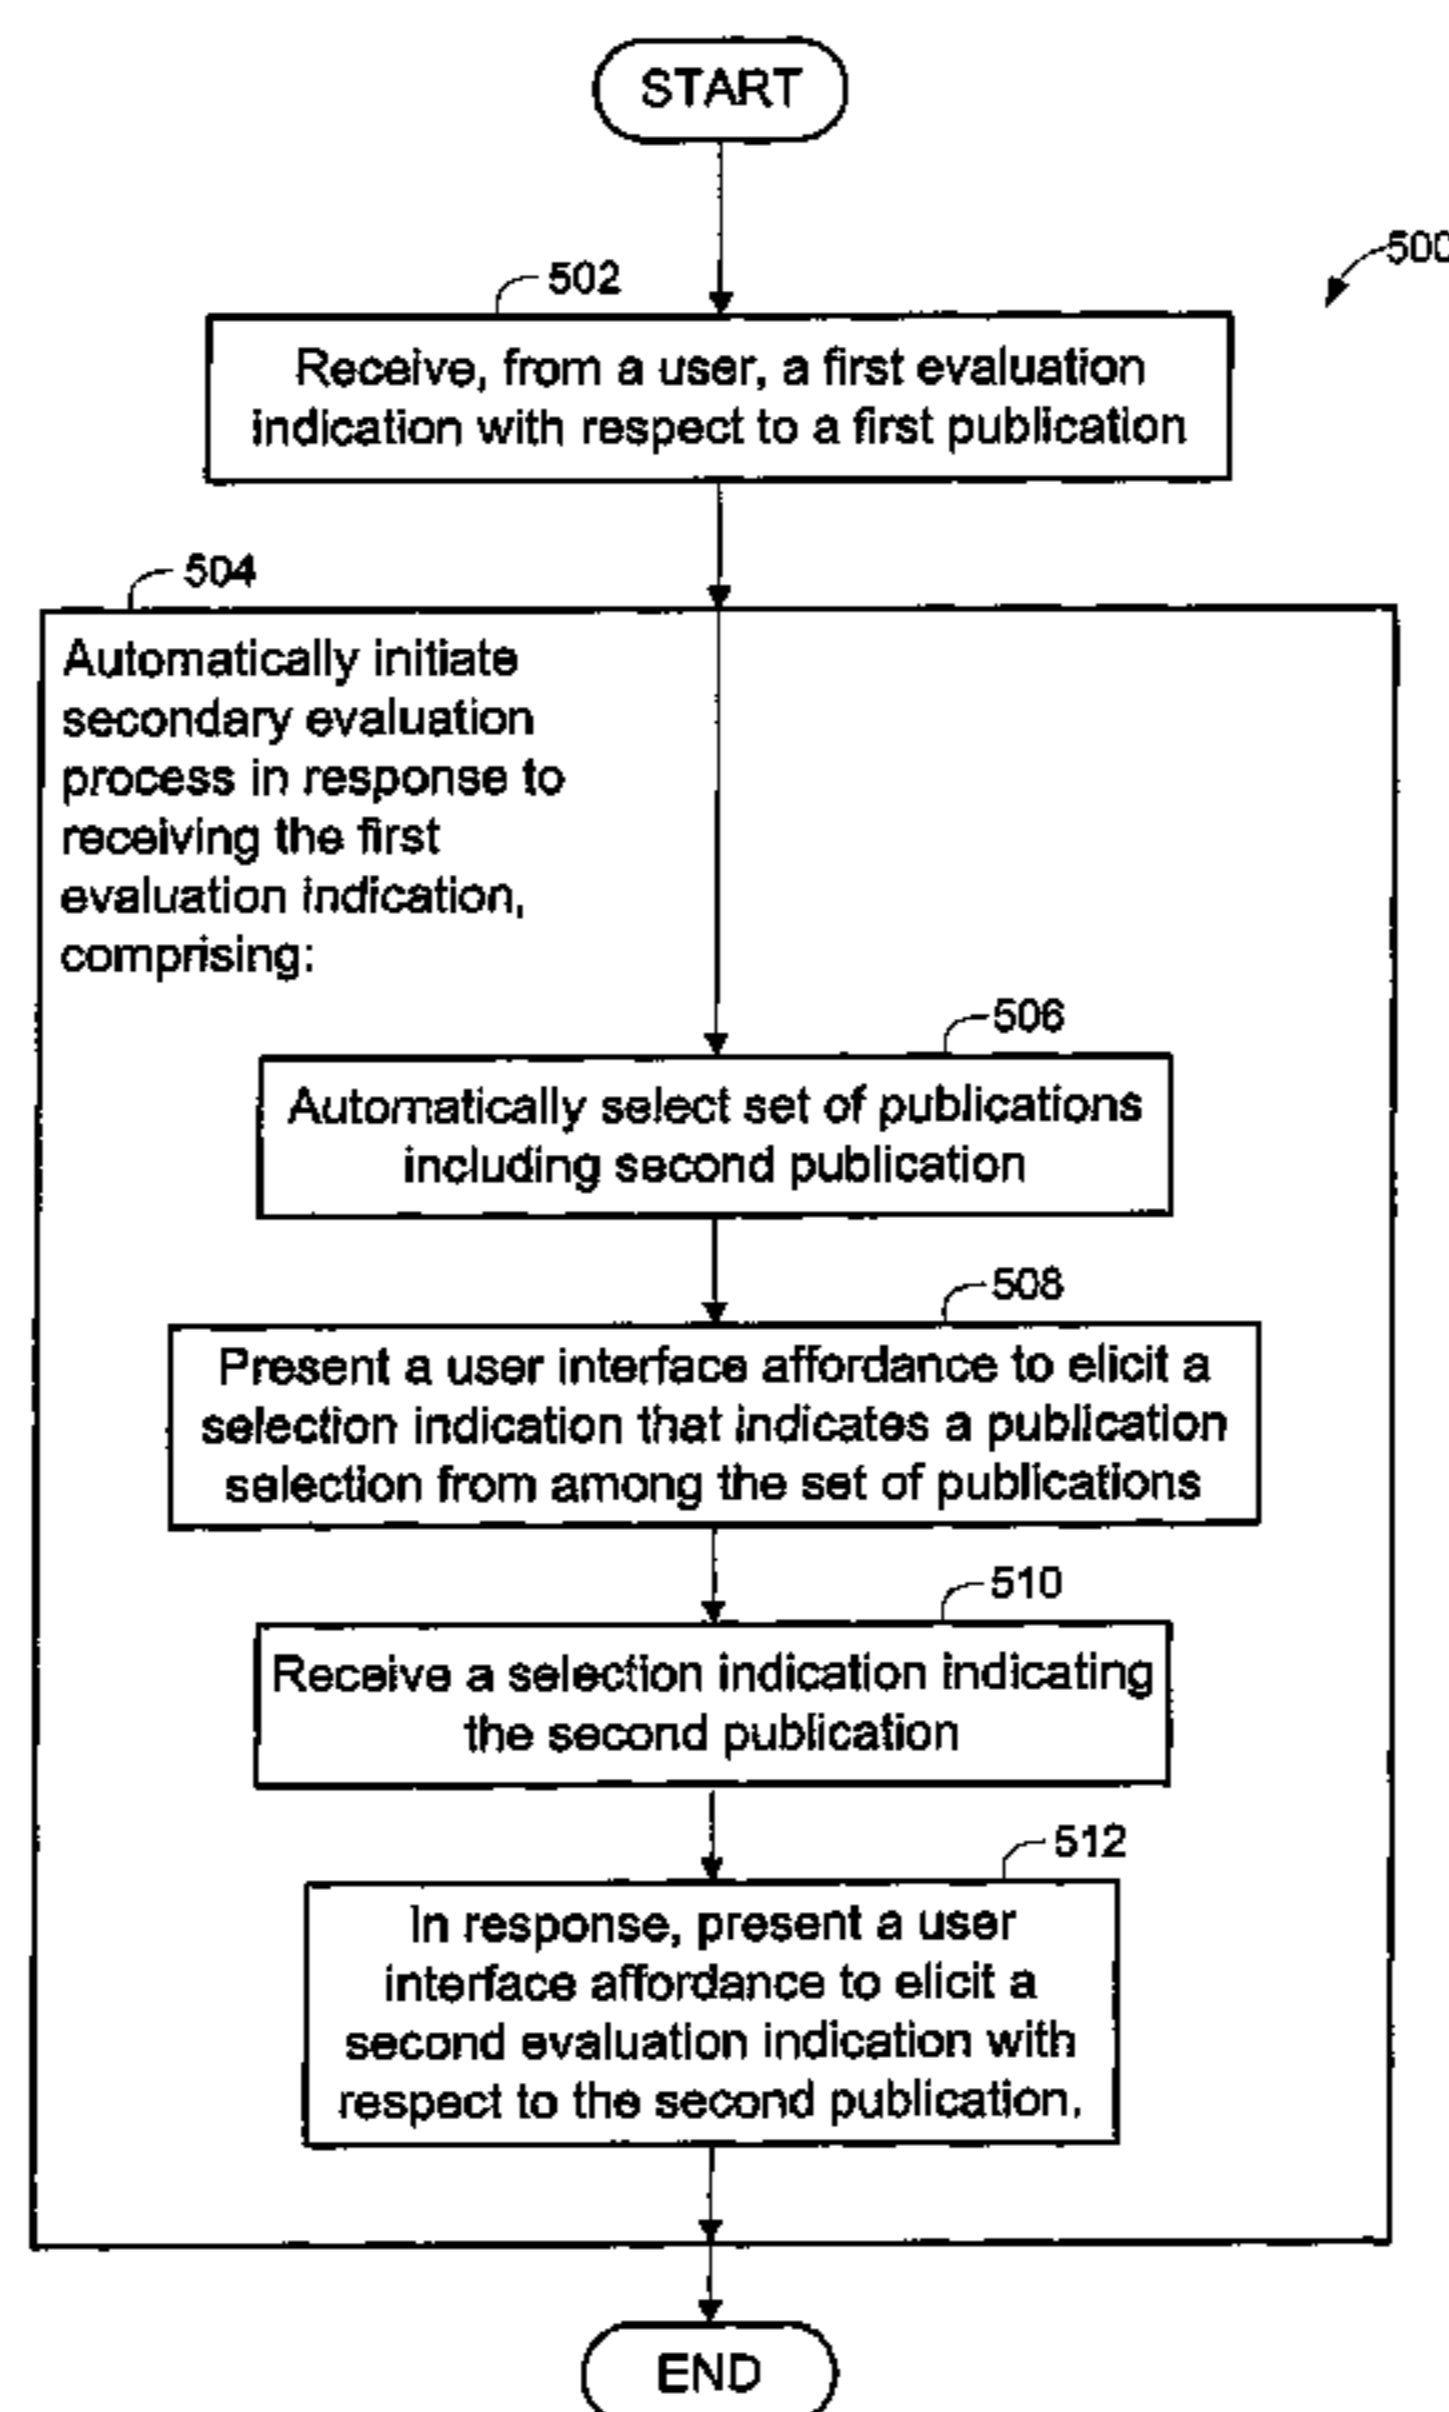 START
500
502
Receive, from a user, a first evaluation
indication with respect to a first publication
504
Automatically initiate
secondary evaluation
process in response to
receiving the first
evaluation indication,
comprising:
506
Automatically select set of publications
including second publication
508
Present a user interface affordance to elicit a
selection indication that indicates a publication
selection from among the set of publications
510
Receive a selection indication indicating
the second publication
512
In response, present a user
interface affordance to elicit a
second evaluation indication with
respect to the second publication.
END